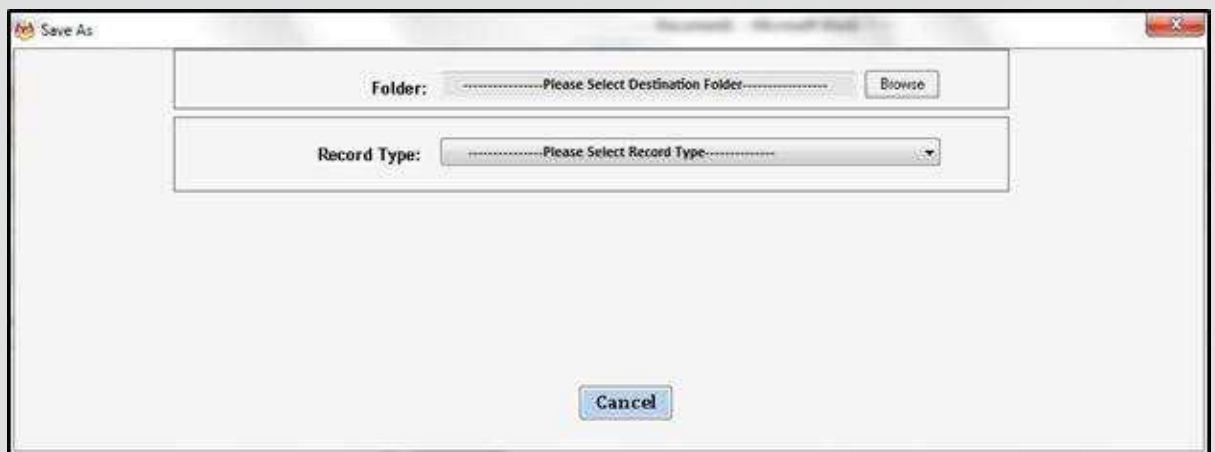 Save As
Folder: ----------------Please Select Destination Folder----------------- Browse
Record Type: ---------------Please Select Record Type--------------
Cancel